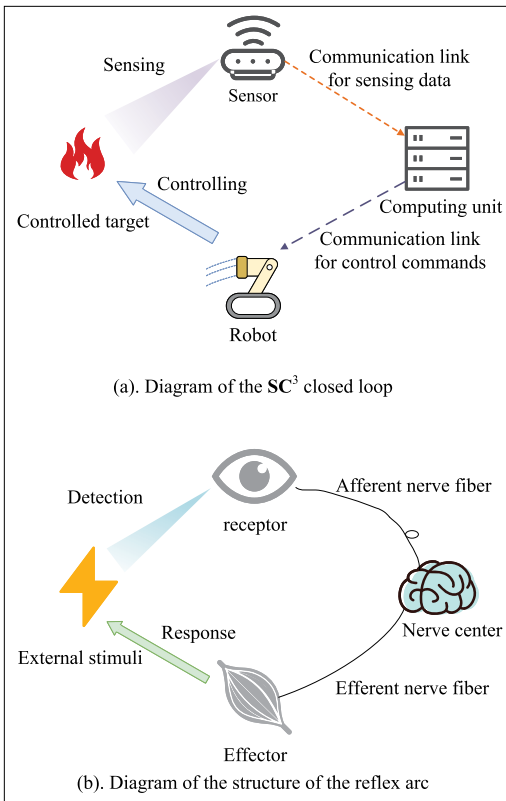 Sensing
Sensor
Communication link
for sensing data
Controlling
Controlled target
Computing unit
Communication link
for control commands
Robot
(a). Diagram of the SC³ closed loop
Detection
receptor
Afferent nerve fiber
Response
External stimuli
Nerve center
Efferent nerve fiber
Effector
(b). Diagram of the structure of the reflex arc